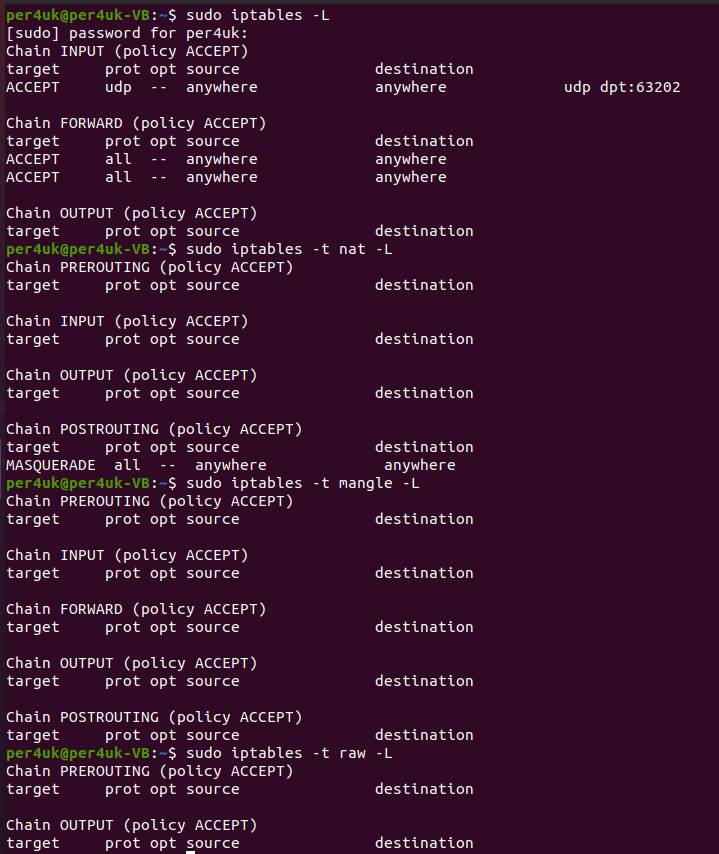 per4uk@per4uk-VB:~$ sudo iptables -L
[sudo] password for per4uk:
Chain INPUT (policy ACCEPT)
target     prot opt source               destination
ACCEPT     udp  --  anywhere             anywhere             udp dpt:63202

Chain FORWARD (policy ACCEPT)
target     prot opt source               destination
ACCEPT     all  --  anywhere             anywhere
ACCEPT     all  --  anywhere             anywhere

Chain OUTPUT (policy ACCEPT)
target     prot opt source               destination
per4uk@per4uk-VB:~$ sudo iptables -t nat -L
Chain PREROUTING (policy ACCEPT)
target     prot opt source               destination

Chain INPUT (policy ACCEPT)
target     prot opt source               destination

Chain OUTPUT (policy ACCEPT)
target     prot opt source               destination

Chain POSTROUTING (policy ACCEPT)
target     prot opt source               destination
MASQUERADE  all  --  anywhere             anywhere
per4uk@per4uk-VB:~$ sudo iptables -t mangle -L
Chain PREROUTING (policy ACCEPT)
target     prot opt source               destination

Chain INPUT (policy ACCEPT)
target     prot opt source               destination

Chain FORWARD (policy ACCEPT)
target     prot opt source               destination

Chain OUTPUT (policy ACCEPT)
target     prot opt source               destination

Chain POSTROUTING (policy ACCEPT)
target     prot opt source               destination
per4uk@per4uk-VB:~$ sudo iptables -t raw -L
Chain PREROUTING (policy ACCEPT)
target     prot opt source               destination

Chain OUTPUT (policy ACCEPT)
target     prot opt source               destination